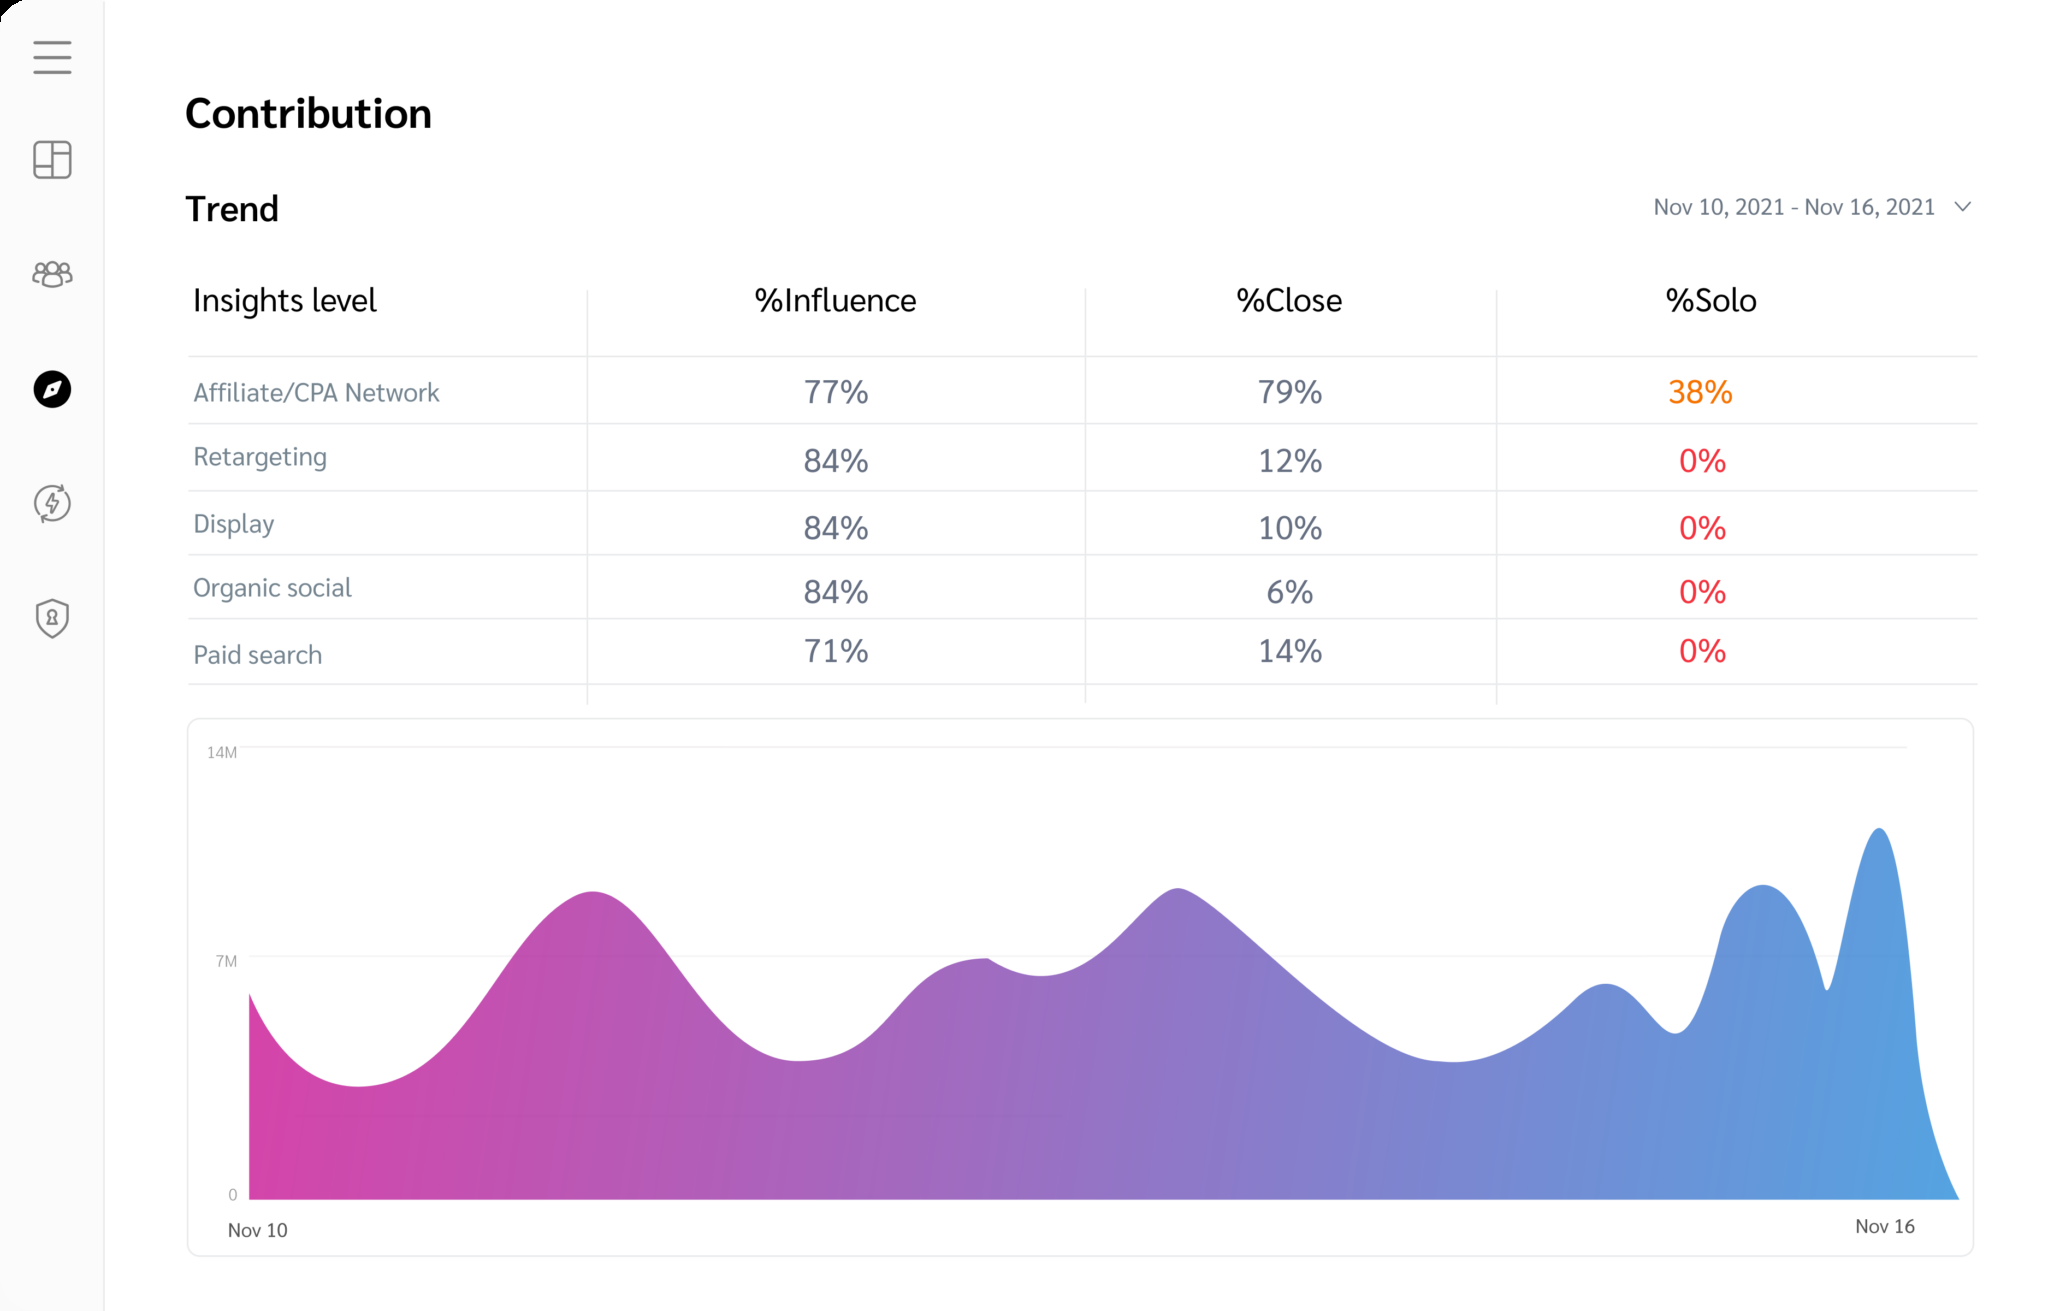 Contribution
Trend
Nov 10, 2021 - Nov 16, 2021
Insights level %Influence %Close %Solo
Affiliate/CPA Network 77% 79% 38%
Retargeting 84% 12% 0%
Display 84% 10% 0%
Organic social 84% 6% 0%
Paid search 71% 14% 0%
14M
7M
0
Nov 10 Nov 16